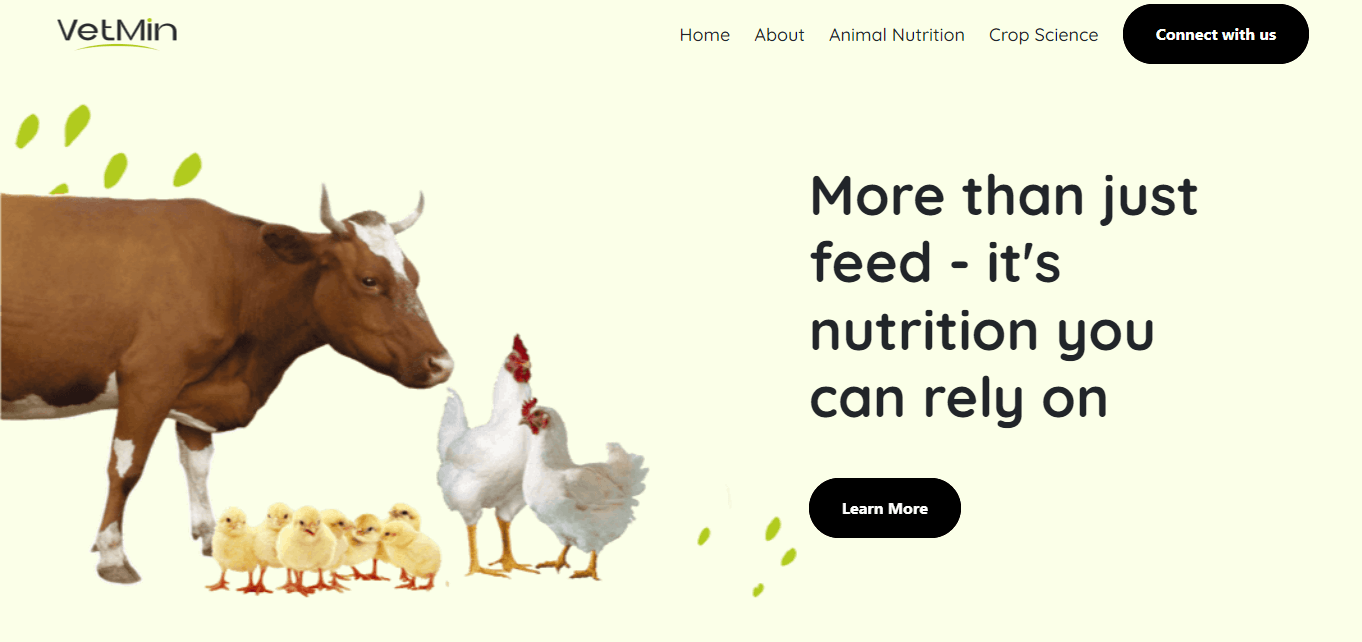 VetMin
Home About Animal Nutrition Crop Science Connect with us
More than just
feed - it's
nutrition you
can rely on
Learn More